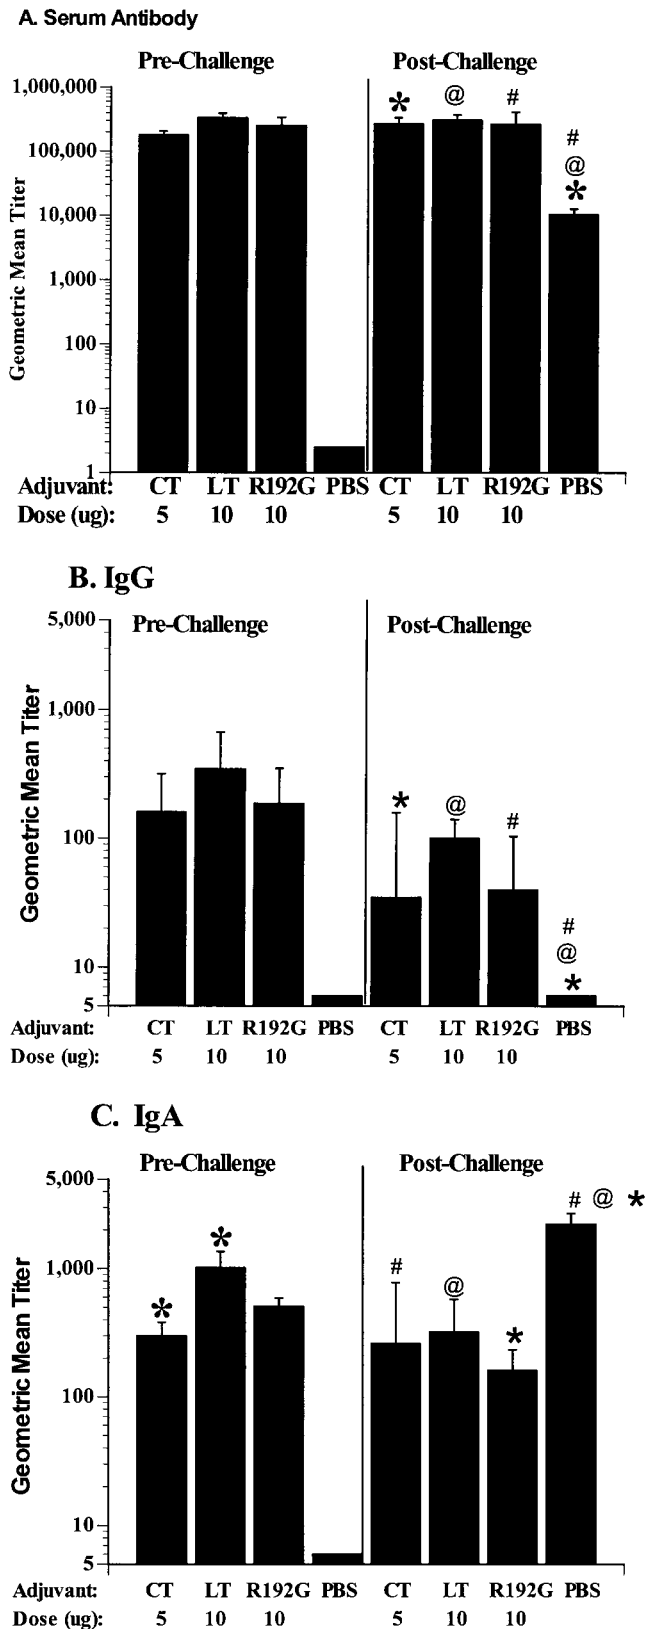 A. Serum Antibody
Pre-Challenge Post-Challenge
1,000,000
100,000
10,000
1,000
100
10
1
Geometric Mean Titer
* @ # # @ *
Adjuvant: CT LT R192G PBS CT LT R192G PBS
Dose (ug): 5 10 10 5 10 10
B. IgG
Pre-Challenge Post-Challenge
5,000
1,000
100
10
5
Geometric Mean Titer
* @ # # @ *
Adjuvant: CT LT R192G PBS CT LT R192G PBS
Dose (ug): 5 10 10 5 10 10
C. IgA
Pre-Challenge Post-Challenge
5,000
1,000
100
10
5
Geometric Mean Titer
* * # @ * # @ *
Adjuvant: CT LT R192G PBS CT LT R192G PBS
Dose (ug): 5 10 10 5 10 10